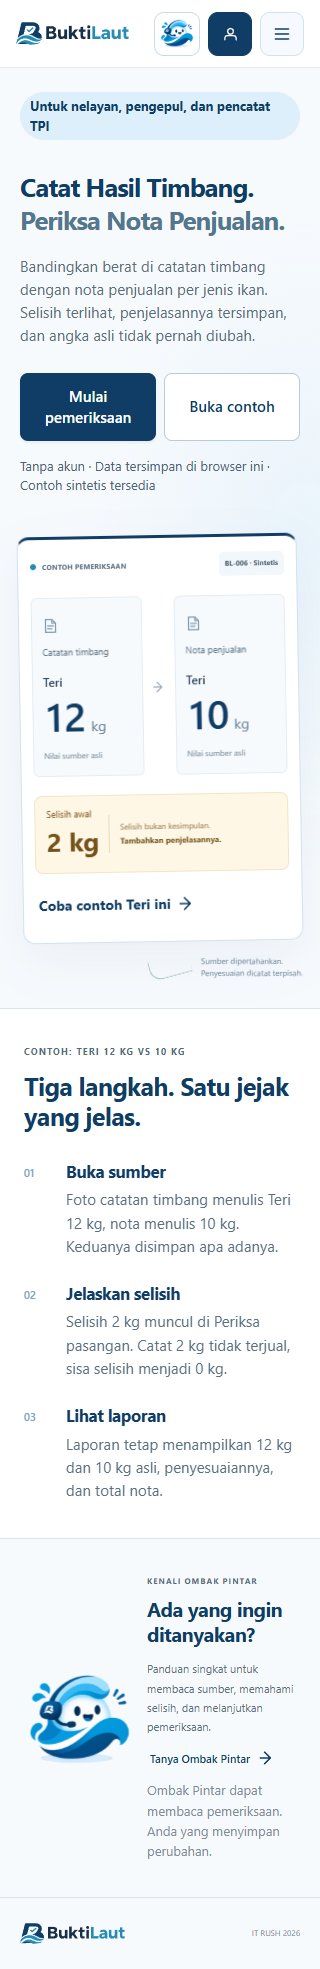 BuktiLaut
Untuk nelayan, pengepul, dan pencatat
TPI
Catat Hasil Timbang.
Periksa Nota Penjualan.
Bandingkan berat di catatan timbang
dengan nota penjualan per jenis ikan.
Selisih terlihat, penjelasannya tersimpan,
dan angka asli tidak pernah diubah.
Mulai
pemeriksaan
Buka contoh
Tanpa akun · Data tersimpan di browser ini ·
Contoh sintetis tersedia
CONTOH PEMERIKSAAN
BL-006 · Sintetis
Catatan timbang
Teri
12 kg
Nilai sumber asli
Nota penjualan
Teri
10 kg
Nilai sumber asli
Selisih awal
2 kg
Selisih bukan kesimpulan.
Tambahkan penjelasannya.
Coba contoh Teri ini →
Sumber dipertahankan.
Penyesuaian dicatat terpisah.
CONTOH: TERI 12 KG VS 10 KG
Tiga langkah. Satu jejak
yang jelas.
01 Buka sumber
Foto catatan timbang menulis Teri
12 kg, nota menulis 10 kg.
Keduanya disimpan apa adanya.
02 Jelaskan selisih
Selisih 2 kg muncul di Periksa
pasangan. Catat 2 kg tidak terjual,
sisa selisih menjadi 0 kg.
03 Lihat laporan
Laporan tetap menampilkan 12 kg
dan 10 kg asli, penyesuaiannya,
dan total nota.
KENALI OMBAK PINTAR
Ada yang ingin
ditanyakan?
Panduan singkat untuk
membaca sumber, memahami
selisih, dan melanjutkan
pemeriksaan.
Tanya Ombak Pintar →
Ombak Pintar dapat
membaca pemeriksaan.
Anda yang menyimpan
perubahan.
BuktiLaut
IT RUSH 2026